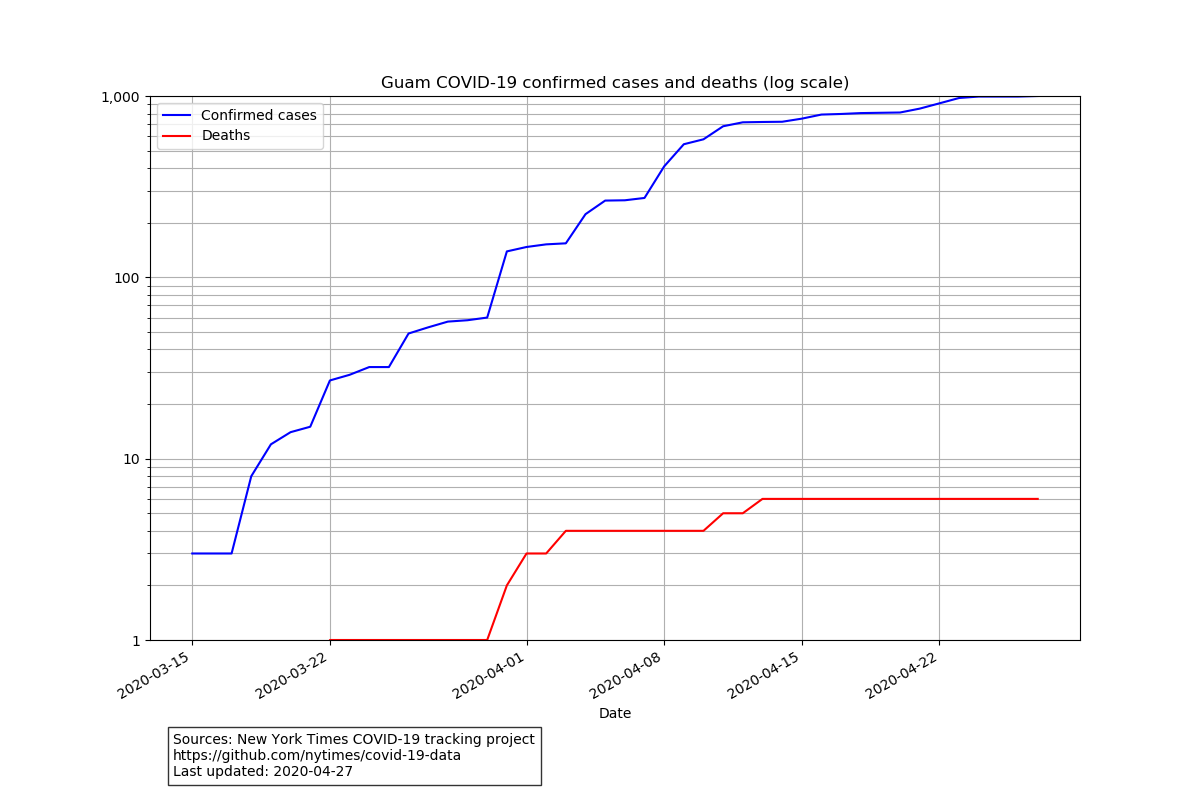 Guam COVID-19 confirmed cases and deaths (log scale)
1,000
100
10
1
Confirmed cases
Deaths
2020-03-15
2020-03-22
2020-04-01
2020-04-08
2020-04-15
2020-04-22
Date
Sources: New York Times COVID-19 tracking project
https://github.com/nytimes/covid-19-data
Last updated: 2020-04-27